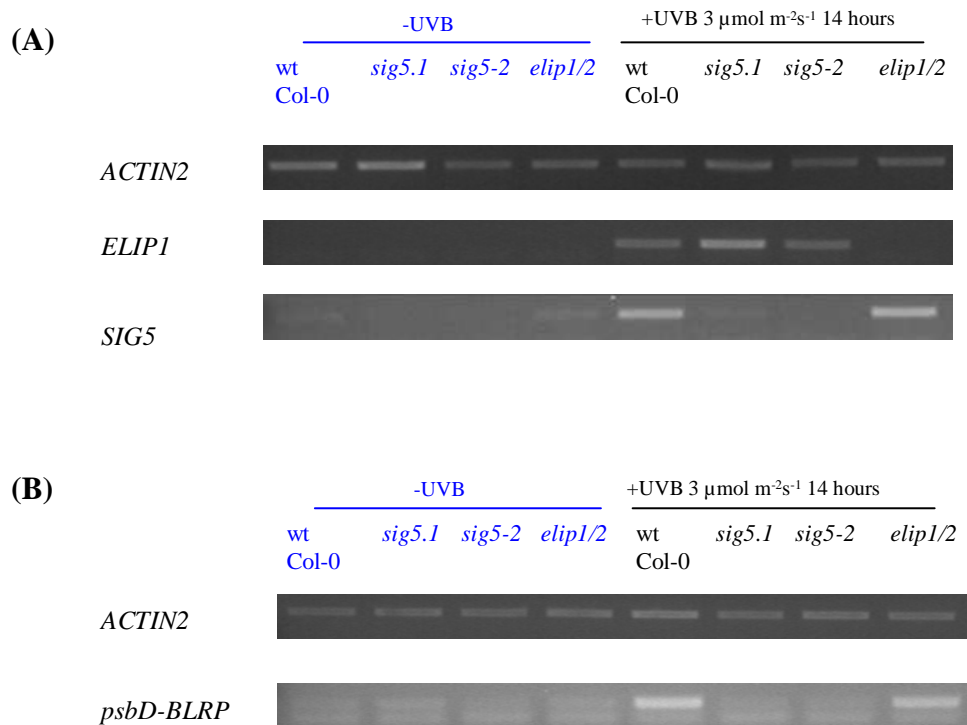 (A)
-UVB
+UVB 3 µmol m-2s-1 14 hours
wt Col-0 sig5.1 sig5-2 elip1/2 wt Col-0 sig5.1 sig5-2 elip1/2
ACTIN2
ELIP1
SIG5
(B)
-UVB
+UVB 3 µmol m-2s-1 14 hours
wt Col-0 sig5.1 sig5-2 elip1/2 wt Col-0 sig5.1 sig5-2 elip1/2
ACTIN2
psbD-BLRP